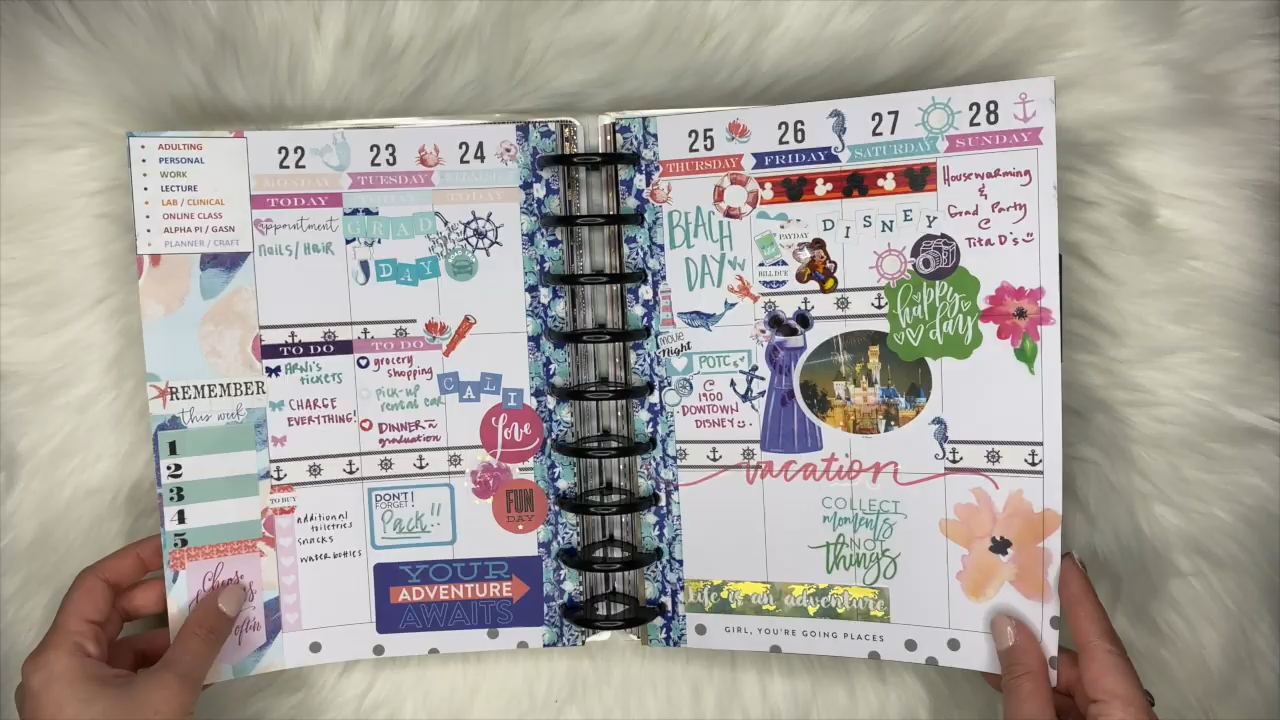 ADULTING
PERSONAL
WORK
LECTURE
LAB / CLINICAL
ONLINE CLASS
ALPHA PI / GASN
PLANNER / CRAFT
REMEMBER
this week
1
2
3
4
5
Choose
often
22
MONDAY
TODAY
appointment
Nails/Hair
TO DO
ARNI's
tickets
CHARGE
EVERYTHING!
TO BUY
additional
toiletries
snacks
water bottles
23
TUESDAY
GRAD
DAY
TO DO
grocery
shopping
pick-up
rental car
DINNER ~
graduation
DON'T
FORGET!
Pack!!
YOUR
ADVENTURE
AWAITS
24
TODAY
CALI
Love
FUN
DAY
25
THURSDAY
BEACH
DAY
movie
Night
POTC
@
1900
DOWTOWN
DISNEY
26
FRIDAY
PAYDAY
BILL DUE
DISNEY
27
SATURDAY
happy
day
vacation
COLLECT
moments
NOT
things
life is an adventure
GIRL, YOU'RE GOING PLACES
28
SUNDAY
Housewarming
&
Grad Party
@
Tita D's